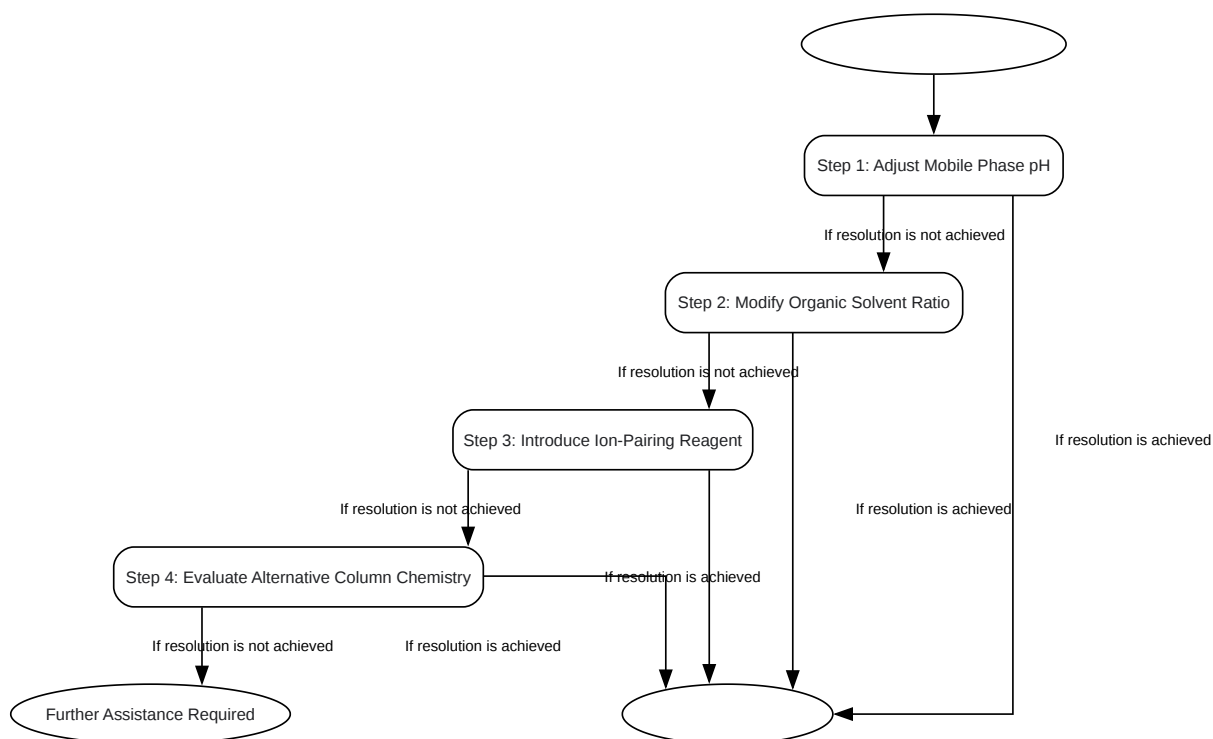 Step 1: Adjust Mobile Phase pH
If resolution is not achieved
Step 2: Modify Organic Solvent Ratio
If resolution is not achieved
Step 3: Introduce Ion-Pairing Reagent
If resolution is achieved
If resolution is not achieved
If resolution is achieved
Step 4: Evaluate Alternative Column Chemistry
If resolution is achieved
If resolution is not achieved
If resolution is achieved
Further Assistance Required